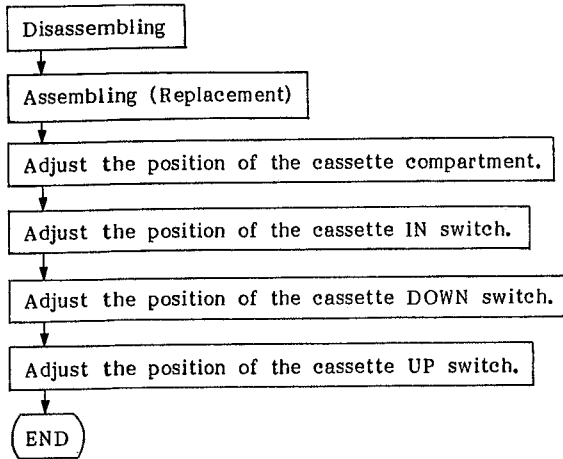 Disassembling
Assembling (Replacement)
Adjust the position of the cassette compartment.
Adjust the position of the cassette IN switch.
Adjust the position of the cassette DOWN switch.
Adjust the position of the cassette UP switch.
END